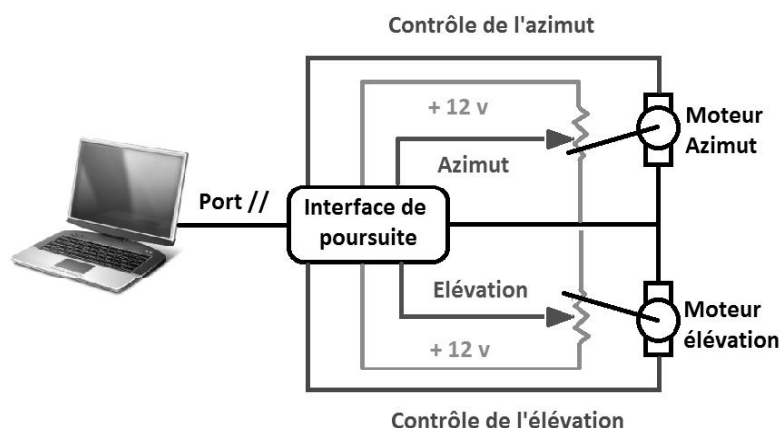 Contrôle de l'azimut
+ 12 v
Azimut
Moteur
Azimut
Port //
Interface de
poursuite
Elévation
+ 12 v
Moteur
élévation
Contrôle de l'élévation